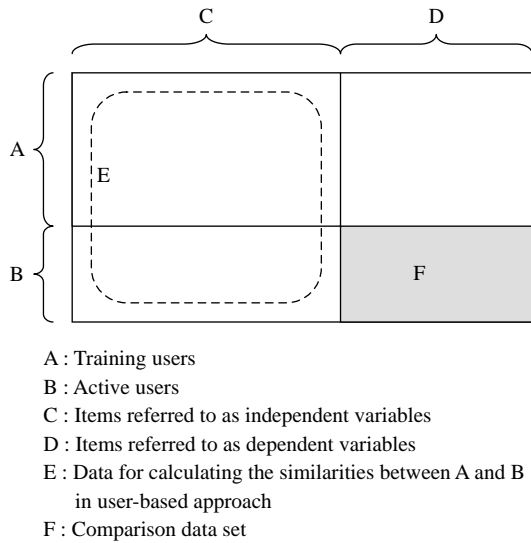 C
D
A
E
B
F
A : Training users
B : Active users
C : Items referred to as independent variables
D : Items referred to as dependent variables
E : Data for calculating the similarities between A and B
in user-based approach
F : Comparison data set